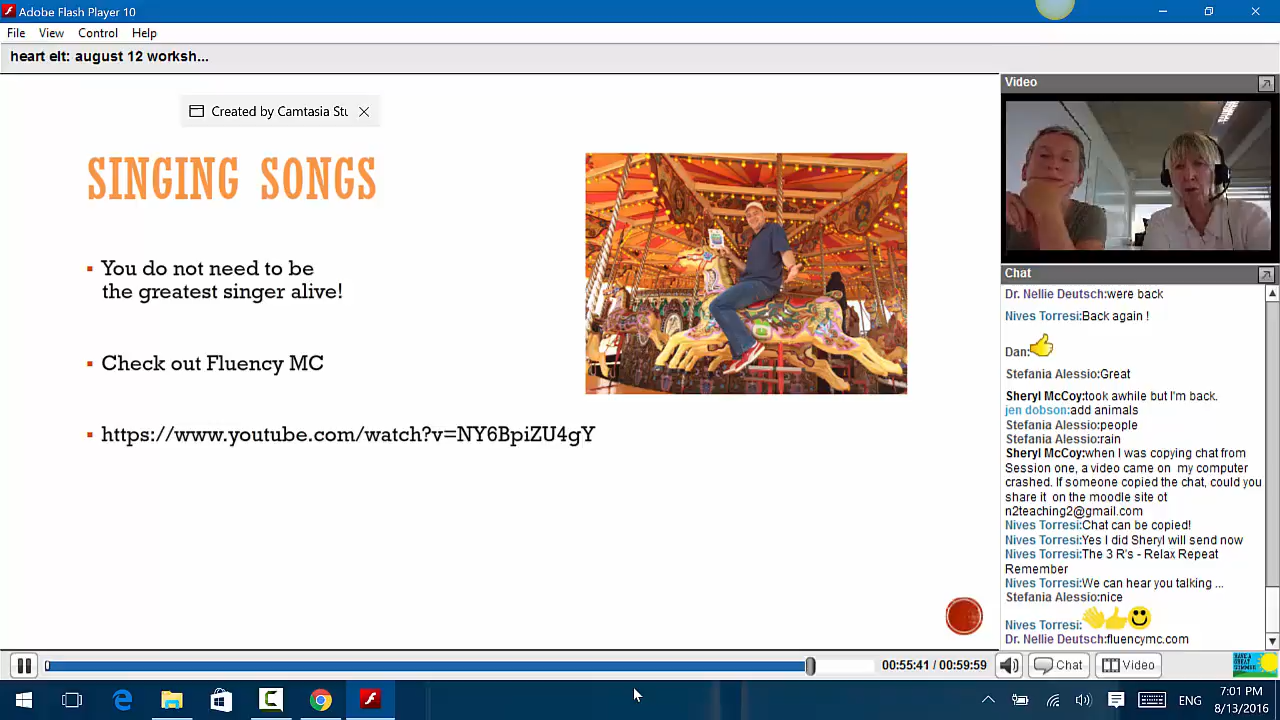 Adobe Flash Player 10
File View Control Help
heart elt: august 12 worksh...
Created by Camtasia Stu
SINGING SONGS
▪ You do not need to be
the greatest singer alive!
▪ Check out Fluency MC
▪ https://www.youtube.com/watch?v=NY6BpiZU4gY
Video
Chat
Dr. Nellie Deutsch:were back
Nives Torresi:Back again !
Dan:
Stefania Alessio:Great
Sheryl McCoy:took awhile but I'm back.
jen dobson:add animals
Stefania Alessio:people
Stefania Alessio:rain
Sheryl McCoy:when I was copying chat from
Session one, a video came on my computer
crashed. If someone copied the chat, could you
share it on the moodle site ot
n2teaching2@gmail.com
Nives Torresi:Chat can be copied!
Nives Torresi:Yes I did Sheryl will send now
Nives Torresi:The 3 R's - Relax Repeat
Remember
Nives Torresi:We can hear you talking ...
Stefania Alessio:nice
Nives Torresi:
Dr. Nellie Deutsch:fluencymc.com
00:55:41 / 00:59:59
Chat
Video
HAVE A GREAT SUMMER
ENG
7:01 PM
8/13/2016